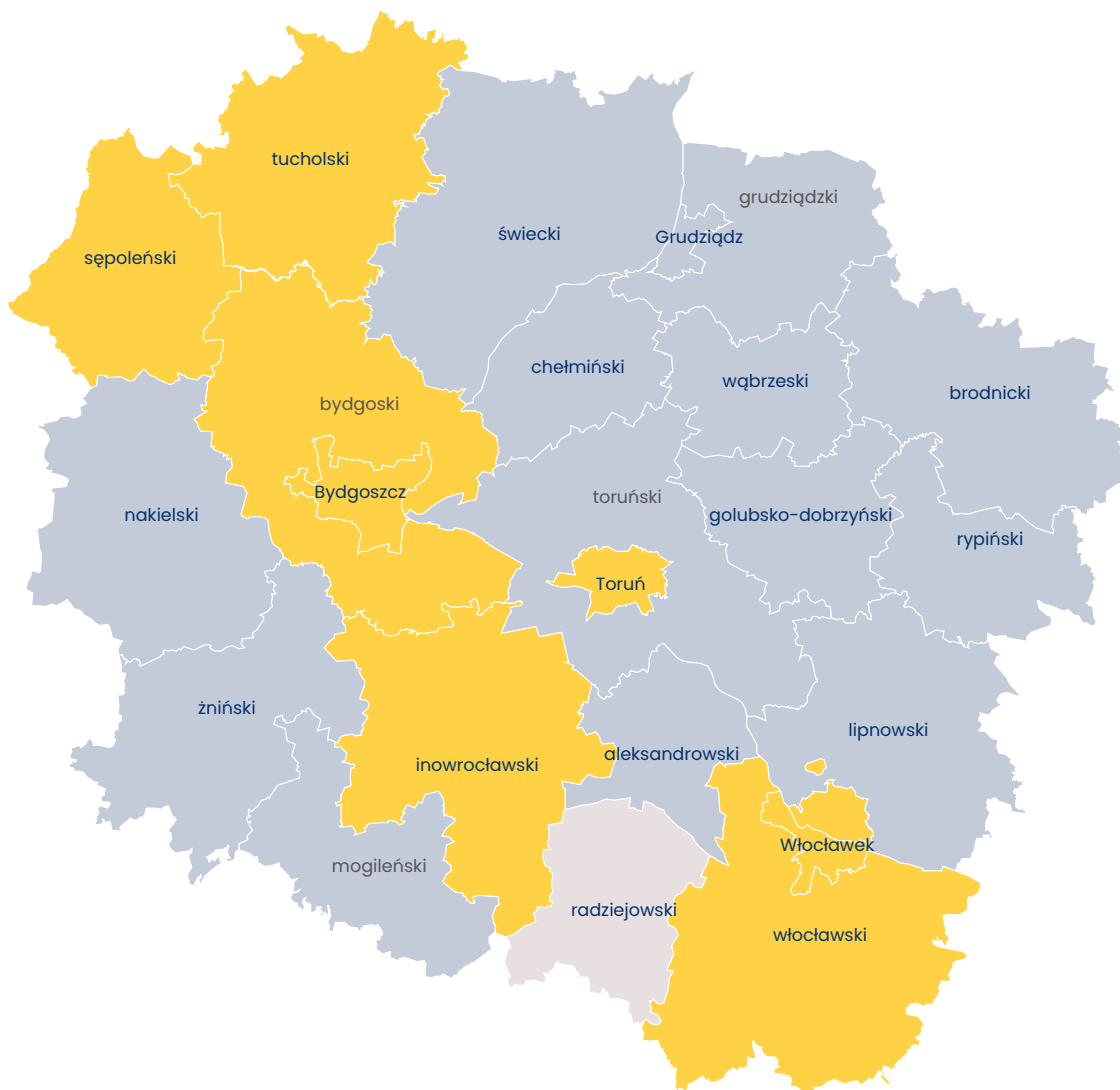 tucholski
grudziądzki
świecki
Grudziądz
sępoleński
chełmiński
wąbrzeski
brodnicki
bydgoski
Bydgoszcz
toruński
nakielski
golubsko-dobrzyński
rypiński
Toruń
żniński
lipnowski
aleksandrowski
inowrocławski
Włocławek
mogileński
radziejowski
włocławski